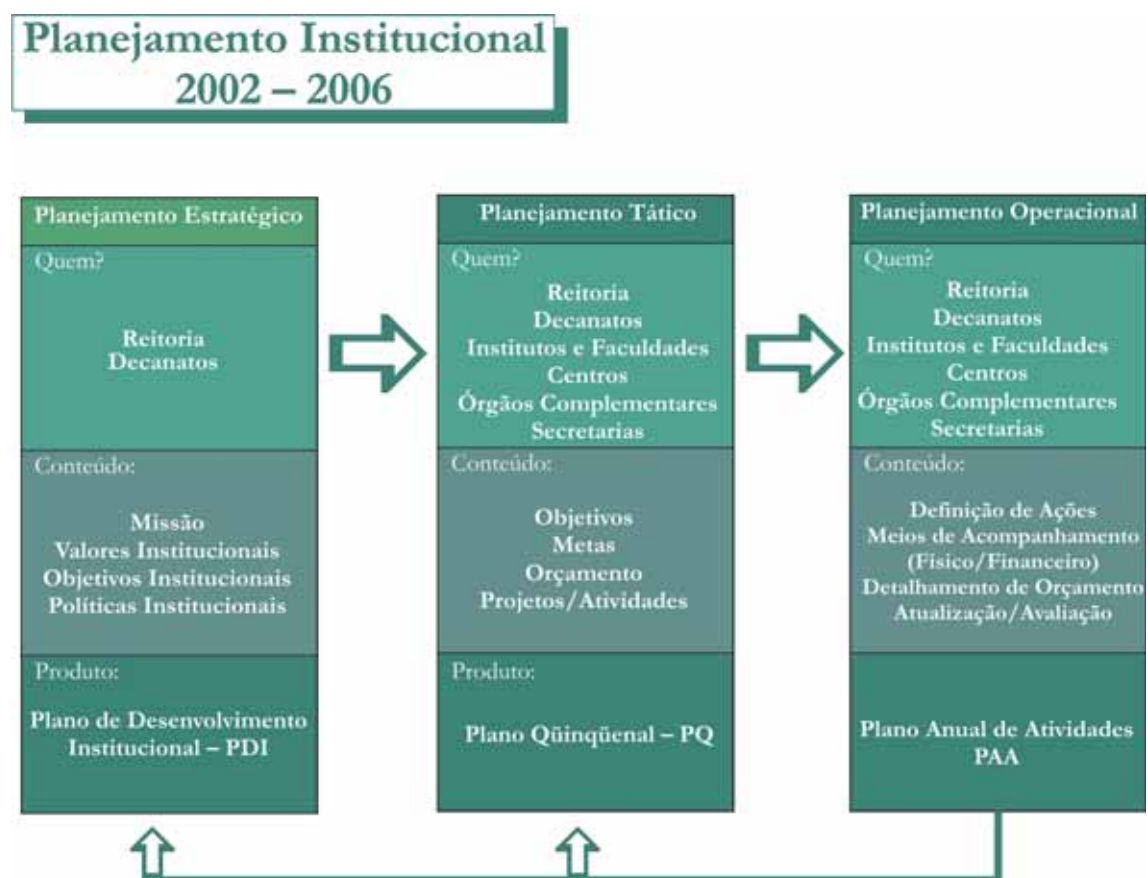 Planejamento Institucional
2002 – 2006
Planejamento Estratégico
Quem?
Reitoria
Decanatos
Conteúdo:
Missão
Valores Institucionais
Objetivos Institucionais
Políticas Institucionais
Produto:
Plano de Desenvolvimento
Institucional – PDI
Planejamento Tático
Quem?
Reitoria
Decanatos
Institutos e Faculdades
Centros
Órgãos Complementares
Secretarias
Conteúdo:
Objetivos
Metas
Orçamento
Projetos/Atividades
Produto:
Plano Qüinqüenal – PQ
Planejamento Operacional
Quem?
Reitoria
Decanatos
Institutos e Faculdades
Centros
Órgãos Complementares
Secretarias
Conteúdo:
Definição de Ações
Meios de Acompanhamento
(Físico/Financeiro)
Detalhamento de Orçamento
Atualização/Avaliação
Plano Anual de Atividades
PAA